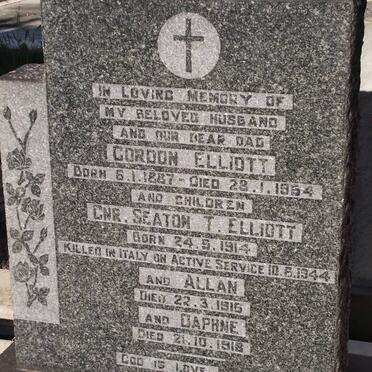 IN LOVING MEMORY OF
MY BELOVED HUSBAND
AND OUR DEAR DAD
GORDON ELLIOTT
BORN 6.1.1887 - DIED 28.1.1954
AND CHILDREN
GNR. SEATON T. ELLIOTT
BORN 24.9.1914
KILLED IN ITALY ON ACTIVE SERVICE 10.6.1944
AND ALLAN
DIED 22.3.1916
AND DAPHNE
DIED 21.10.1918
GOD IS LOVE